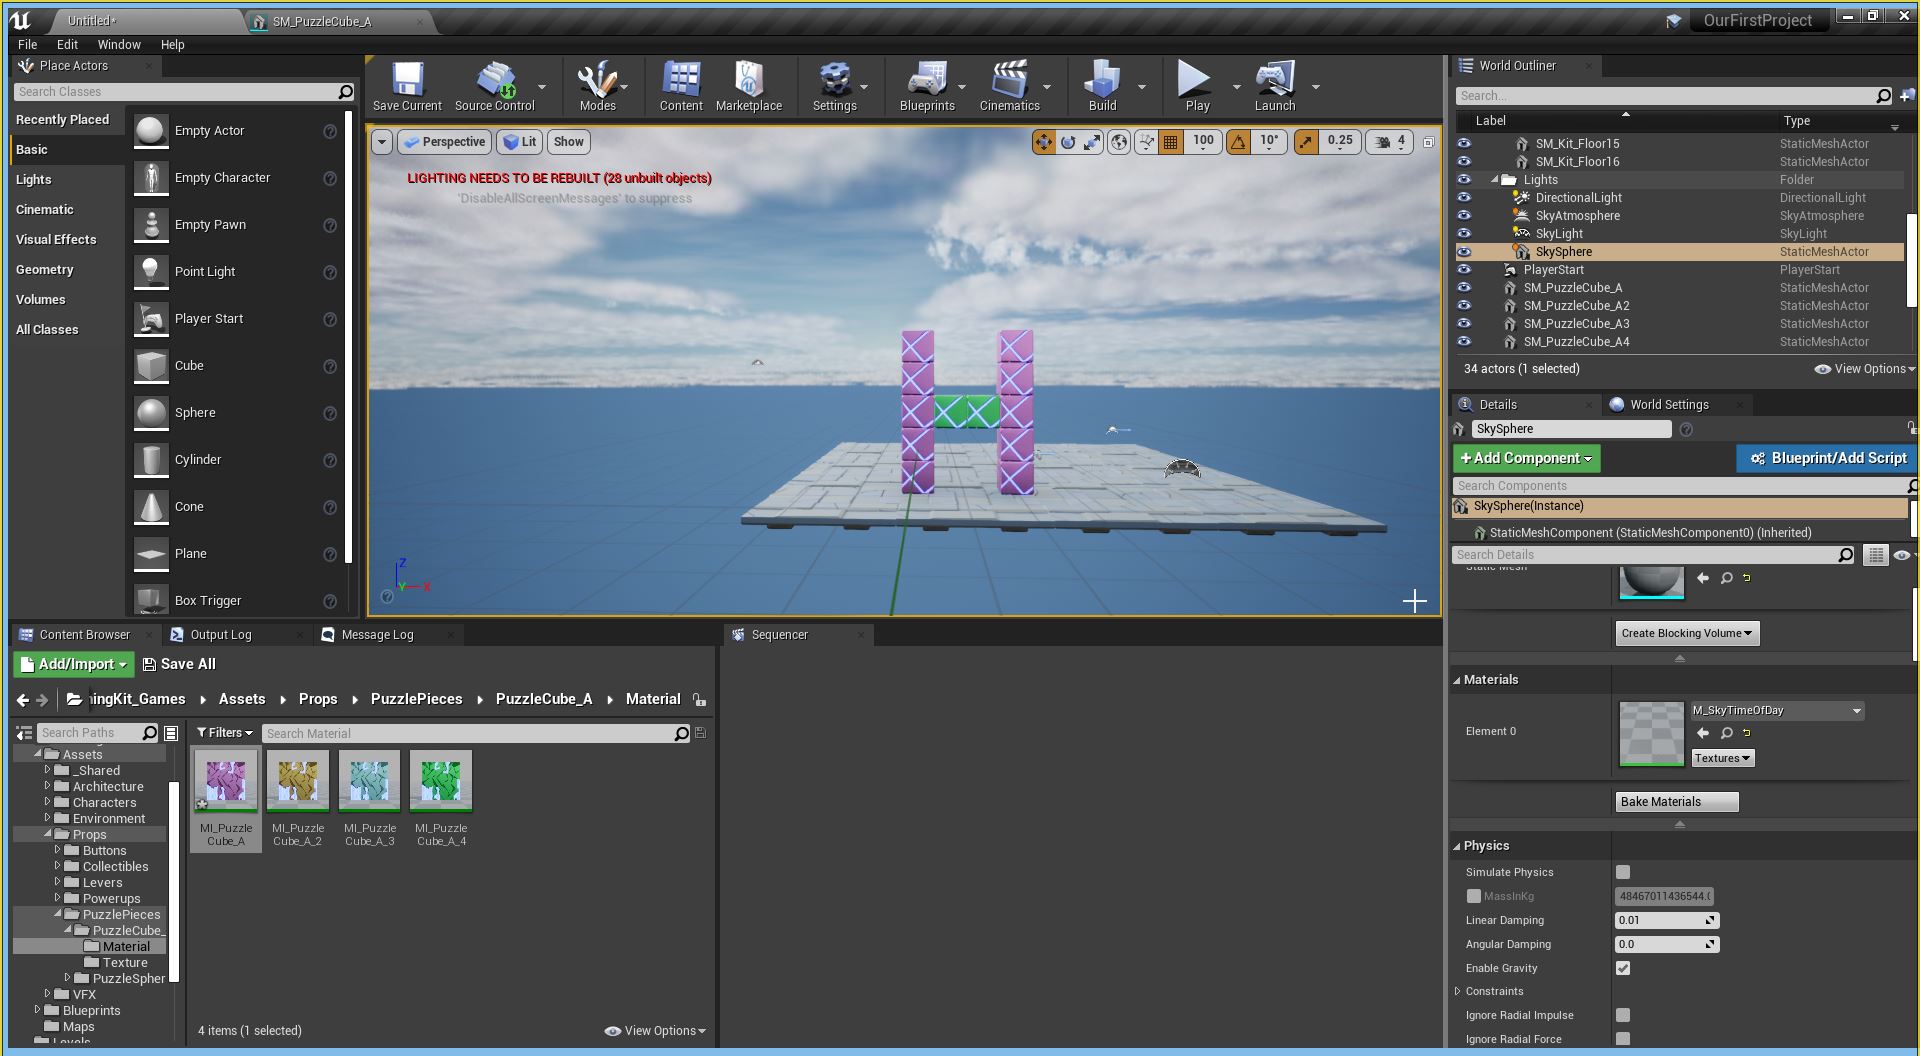 Untitled*
SM_PuzzleCube_A
OurFirstProject
File Edit Window Help
Place Actors
Search Classes
Recently Placed
Basic
Lights
Cinematic
Visual Effects
Geometry
Volumes
All Classes
Empty Actor
Empty Character
Empty Pawn
Point Light
Player Start
Cube
Sphere
Cylinder
Cone
Plane
Box Trigger
Save Current
Source Control
Modes
Content
Marketplace
Settings
Blueprints
Cinematics
Build
Play
Launch
Perspective
Lit
Show
100
10°
0.25
4
LIGHTING NEEDS TO BE REBUILT (28 unbuilt objects)
'DisableAllScreenMessages' to suppress
Z
Y X
World Outliner
Search...
Label Type
SM_Kit_Floor15 StaticMeshActor
SM_Kit_Floor16 StaticMeshActor
Lights Folder
DirectionalLight DirectionalLight
SkyAtmosphere SkyAtmosphere
SkyLight SkyLight
SkySphere StaticMeshActor
PlayerStart PlayerStart
SM_PuzzleCube_A StaticMeshActor
SM_PuzzleCube_A2 StaticMeshActor
SM_PuzzleCube_A3 StaticMeshActor
SM_PuzzleCube_A4 StaticMeshActor
34 actors (1 selected)
View Options
Details
World Settings
SkySphere
+Add Component
Blueprint/Add Script
Search Components
SkySphere(Instance)
StaticMeshComponent (StaticMeshComponent0) (Inherited)
Search Details
Static Mesh
Create Blocking Volume
Materials
Element 0
M_SkyTimeOfDay
Textures
Bake Materials
Physics
Simulate Physics
MassInKg 48467011436544.0
Linear Damping 0.01
Angular Damping 0.0
Enable Gravity
Constraints
Ignore Radial Impulse
Ignore Radial Force
Content Browser
Output Log
Message Log
Sequencer
Add/Import
Save All
ningKit_Games Assets Props PuzzlePieces PuzzleCube_A Material
Search Paths
Filters
Search Material
Assets
_Shared
Architecture
Characters
Environment
Props
Buttons
Collectibles
Levers
Powerups
PuzzlePieces
PuzzleCube_
Material
Texture
PuzzleSpher
VFX
Blueprints
Maps
Levels
MI_Puzzle
Cube_A
MI_Puzzle
Cube_A_2
MI_Puzzle
Cube_A_3
MI_Puzzle
Cube_A_4
4 items (1 selected)
View Options